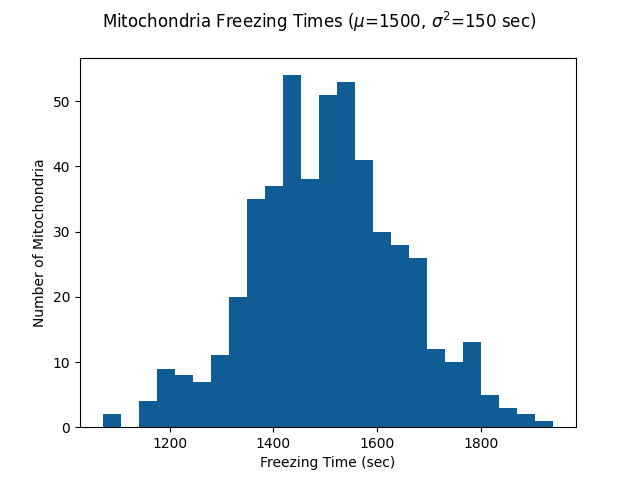 Mitochondria Freezing Times (μ=1500, σ²=150 sec)
50
40
30
20
10
0
Number of Mitochondria
1200 1400 1600 1800
Freezing Time (sec)